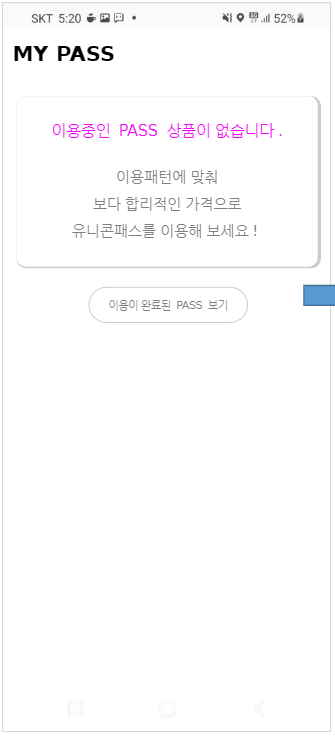 SKT 5:20 52%
MY PASS
이용중인 PASS 상품이 없습니다.
이용패턴에 맞춰
보다 합리적인 가격으로
유니콘패스를 이용해 보세요!
이용이 완료된 PASS 보기